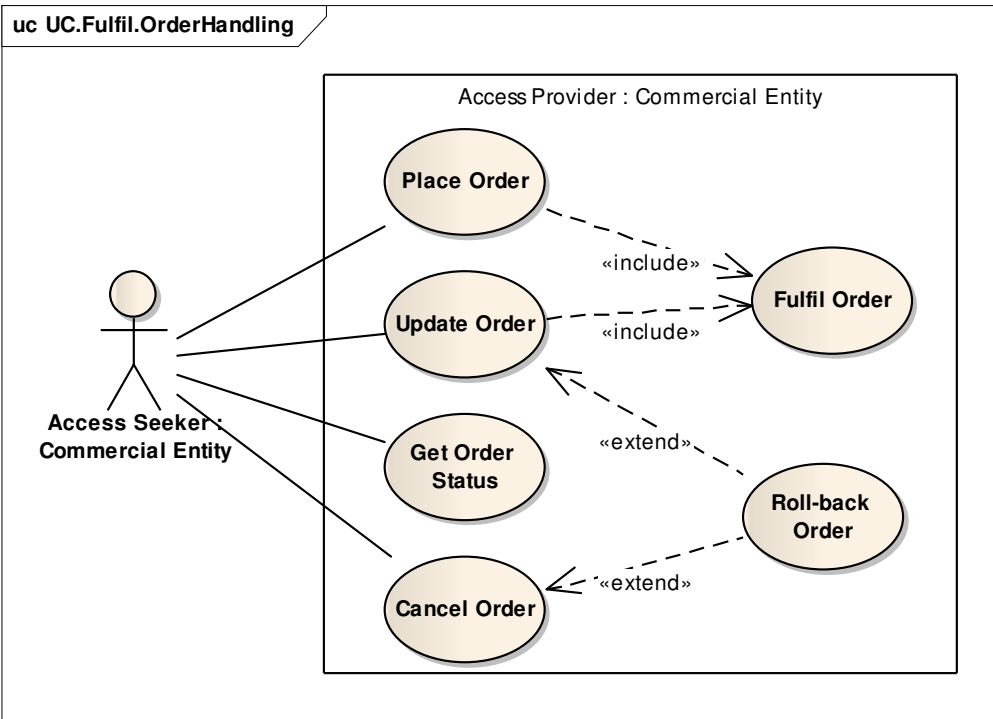 uc UC.Fulfil.OrderHandling
Access Provider : Commercial Entity
Place Order
«include»
Fulfil Order
Update Order
«include»
Access Seeker :
Commercial Entity
«extend»
Get Order
Status
Roll-back
Order
«extend»
Cancel Order